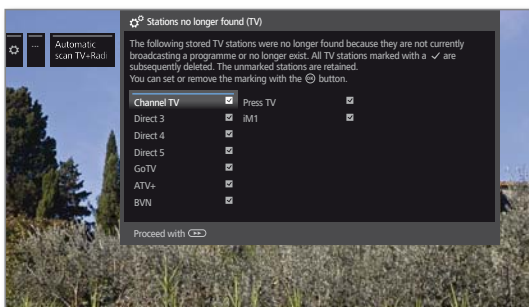 Stations no longer found (TV)
...
Automatic
scan TV+Radi
The following stored TV stations were no longer found because they are not currently
broadcasting a programme or no longer exist. All TV stations marked with a ✓ are
subsequently deleted. The unmarked stations are retained.
You can set or remove the marking with the OK button.
Channel TV
Press TV
Direct 3
iM1
Direct 4
Direct 5
GoTV
ATV+
BVN
Proceed with